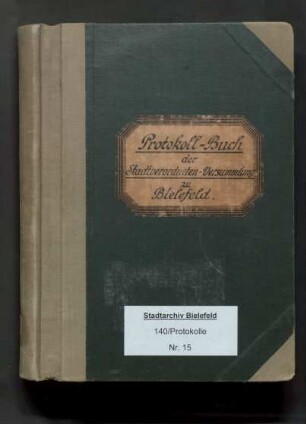 Protokoll-Buch
der
Stadtverordneten-Versammlung
zu
Bielefeld.
Stadtarchiv Bielefeld
140/Protokolle
Nr. 15